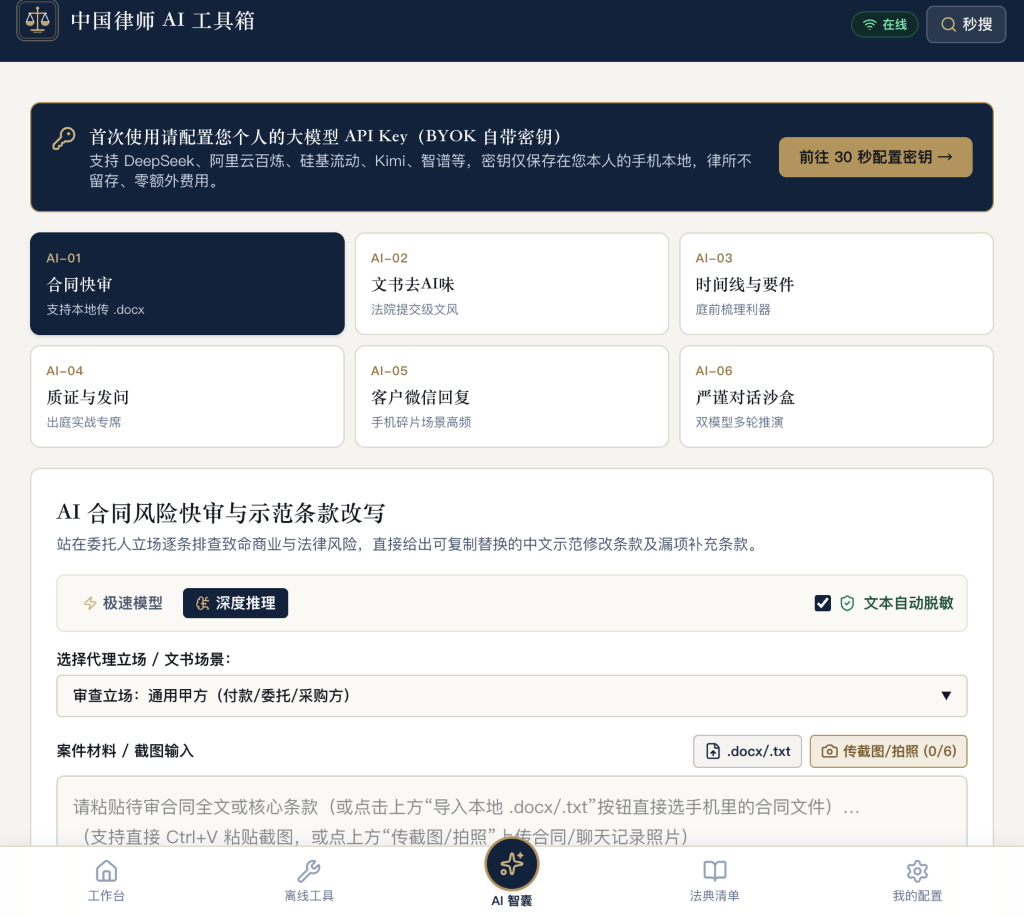 中国律师 AI 工具箱
在线
秒搜
首次使用请配置您个人的大模型 API Key（BYOK 自带密钥）
支持 DeepSeek、阿里云百炼、硅基流动、Kimi、智谱等，密钥仅保存在您本人的手机本地，律所不
留存、零额外费用。
前往 30 秒配置密钥 →
AI-01
合同快审
支持本地传 .docx
AI-02
文书去AI味
法院提交级文风
AI-03
时间线与要件
庭前梳理利器
AI-04
质证与发问
出庭实战专席
AI-05
客户微信回复
手机碎片场景高频
AI-06
严谨对话沙盒
双模型多轮推演
AI 合同风险快审与示范条款改写
站在委托人立场逐条排查致命商业与法律风险，直接给出可复制替换的中文示范修改条款及漏项补充条款。
极速模型
深度推理
文本自动脱敏
选择代理立场 / 文书场景：
审查立场：通用甲方（付款/委托/采购方）
案件材料 / 截图输入
.docx/.txt
传截图/拍照 (0/6)
请粘贴待审合同全文或核心条款（或点击上方“导入本地 .docx/.txt”按钮直接选手机里的合同文件）...
（支持直接 Ctrl+V 粘贴截图，或点上方“传截图/拍照”上传合同/聊天记录照片）
工作台
离线工具
AI 智囊
法典清单
我的配置